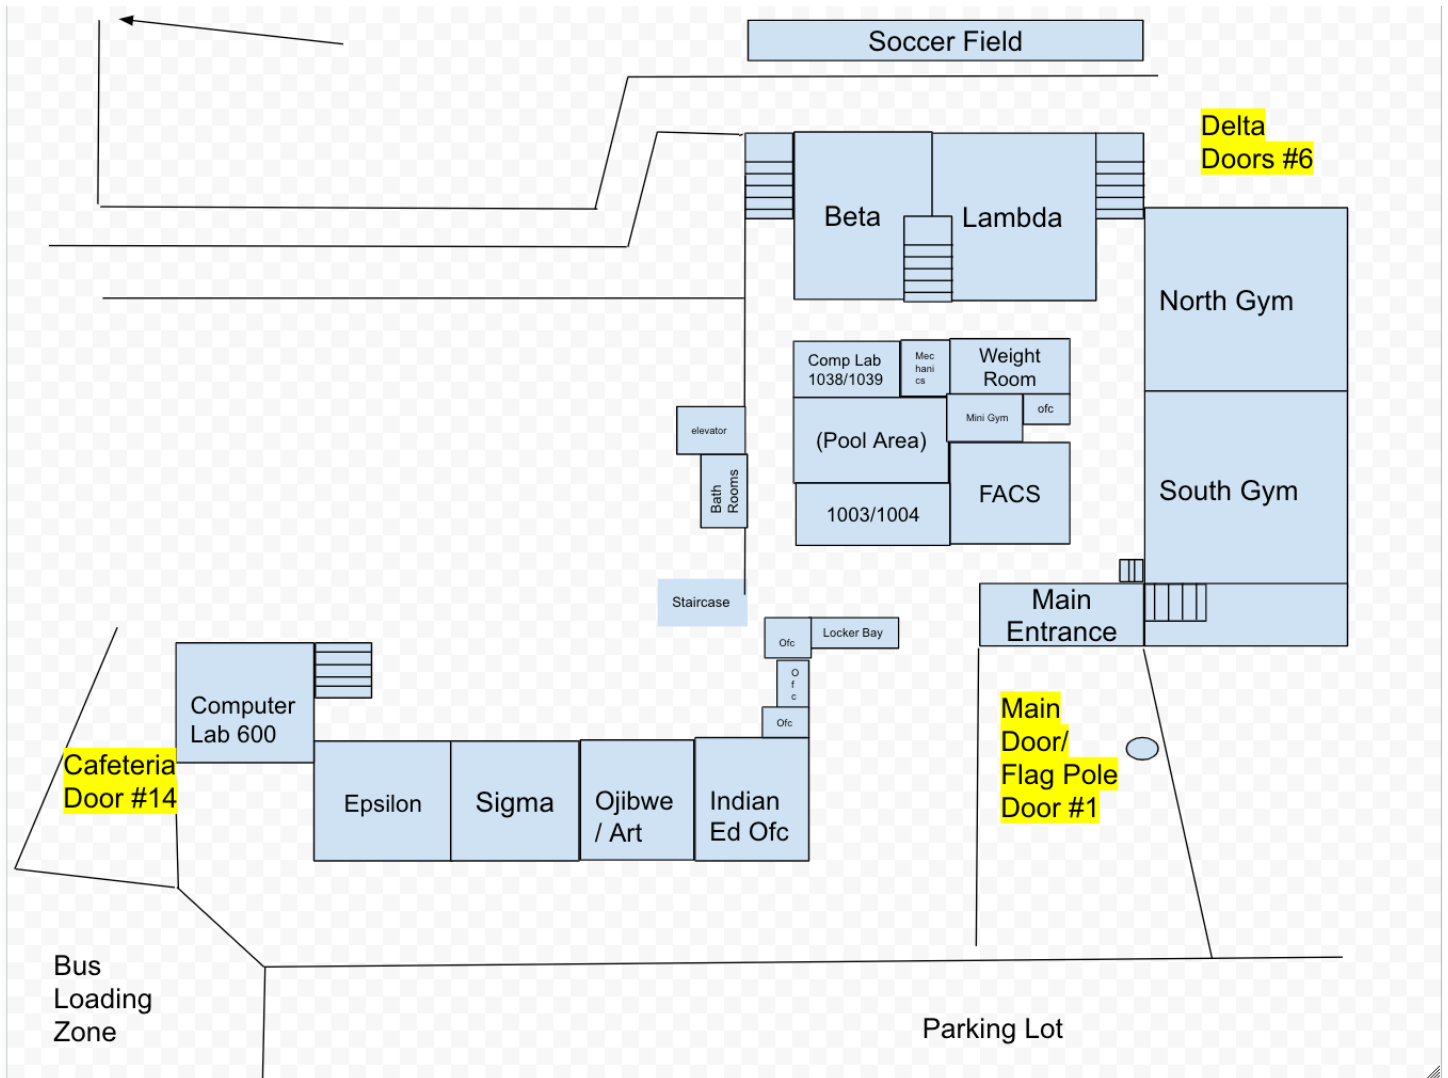 Soccer Field
Delta
Doors #6
Beta
Lambda
North Gym
Comp Lab
1038/1039
Mec
hani
cs
Weight
Room
Mini Gym
ofc
elevator
(Pool Area)
Bath
Rooms
FACS
South Gym
1003/1004
Staircase
Main
Entrance
Ofc
Locker Bay
O
f
c
Ofc
Computer
Lab 600
Cafeteria
Door #14
Epsilon
Sigma
Ojibwe
/ Art
Indian
Ed Ofc
Main
Door/
Flag Pole
Door #1
Bus
Loading
Zone
Parking Lot